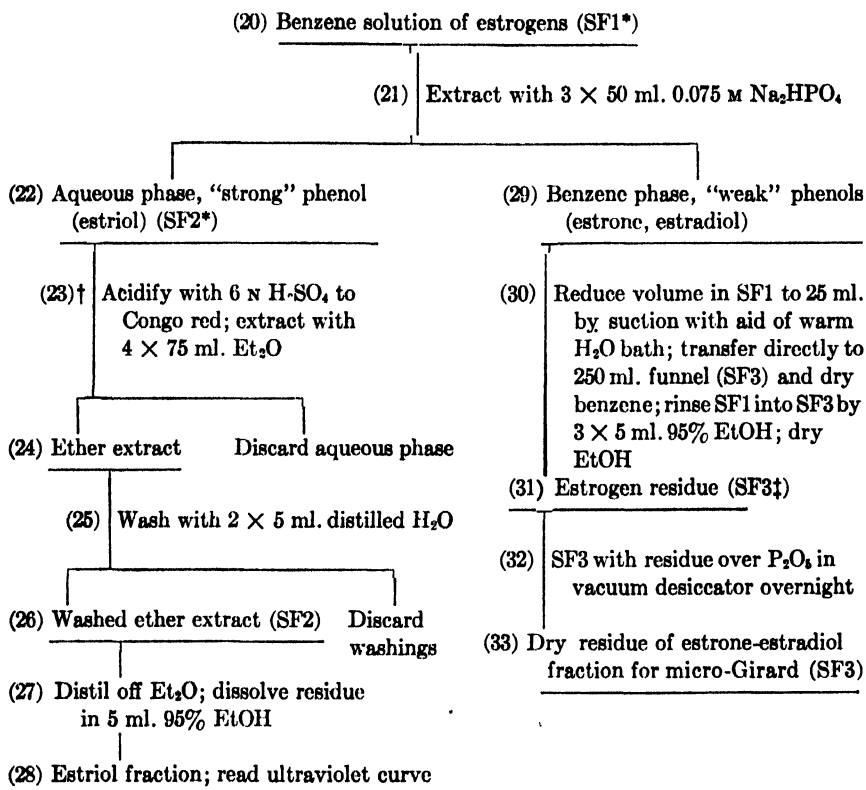 (20) Benzene solution of estrogens (SF1*)
(21) Extract with 3 × 50 ml. 0.075 M Na₂HPO₄
(22) Aqueous phase, "strong" phenol
(estriol) (SF2*)
(23)† Acidify with 6 N H₂SO₄ to
Congo red; extract with
4 × 75 ml. Et₂O
(24) Ether extract
Discard aqueous phase
(25) Wash with 2 × 5 ml. distilled H₂O
(26) Washed ether extract (SF2)
Discard
washings
(27) Distil off Et₂O; dissolve residue
in 5 ml. 95% EtOH
(28) Estriol fraction; read ultraviolet curve
(29) Benzene phase, "weak" phenols
(estrone, estradiol)
(30) Reduce volume in SF1 to 25 ml.
by suction with aid of warm
H₂O bath; transfer directly to
250 ml. funnel (SF3) and dry
benzene; rinse SF1 into SF3 by
3 × 5 ml. 95% EtOH; dry
EtOH
(31) Estrogen residue (SF3‡)
(32) SF3 with residue over P₂O₅ in
vacuum desiccator overnight
(33) Dry residue of estrone-estradiol
fraction for micro-Girard (SF3)